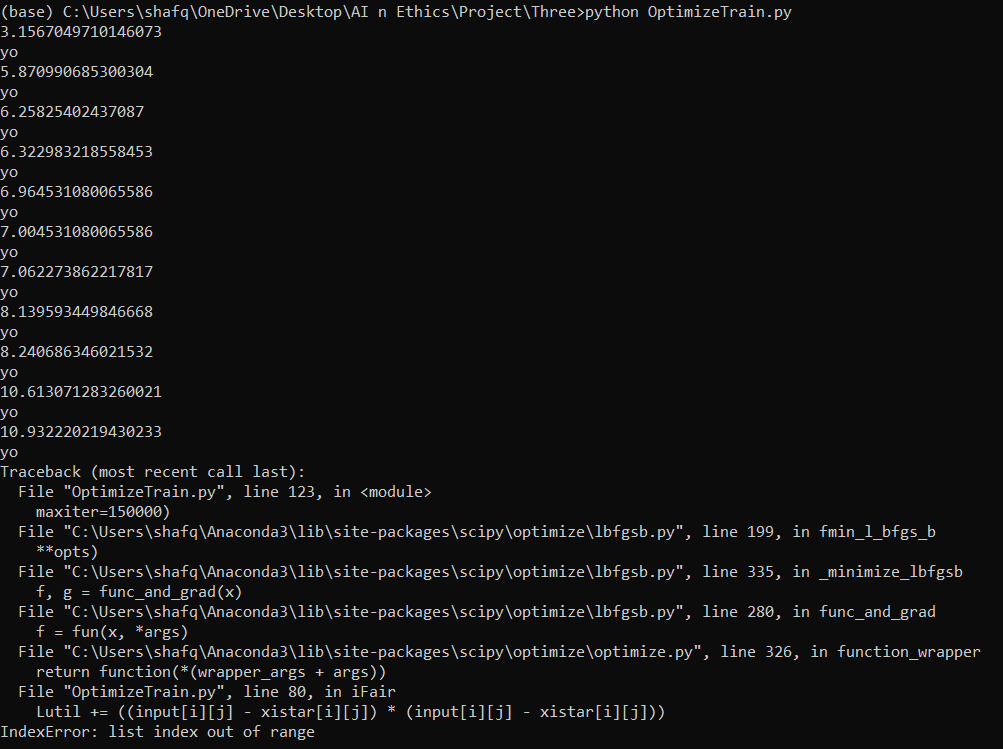 (base) C:\Users\shafq\OneDrive\Desktop\AI n Ethics\Project\Three>python OptimizeTrain.py
3.1567049710146073
yo
5.870990685300304
yo
6.25825402437087
yo
6.322983218558453
yo
6.964531080065586
yo
7.004531080065586
yo
7.062273862217817
yo
8.139593449846668
yo
8.240686346021532
yo
10.613071283260021
yo
10.932220219430233
yo
Traceback (most recent call last):
  File "OptimizeTrain.py", line 123, in <module>
    maxiter=150000)
  File "C:\Users\shafq\Anaconda3\lib\site-packages\scipy\optimize\lbfgsb.py", line 199, in fmin_l_bfgs_b
    **opts)
  File "C:\Users\shafq\Anaconda3\lib\site-packages\scipy\optimize\lbfgsb.py", line 335, in _minimize_lbfgsb
    f, g = func_and_grad(x)
  File "C:\Users\shafq\Anaconda3\lib\site-packages\scipy\optimize\lbfgsb.py", line 280, in func_and_grad
    f = fun(x, *args)
  File "C:\Users\shafq\Anaconda3\lib\site-packages\scipy\optimize\optimize.py", line 326, in function_wrapper
    return function(*(wrapper_args + args))
  File "OptimizeTrain.py", line 80, in iFair
    Lutil += ((input[i][j] - xistar[i][j]) * (input[i][j] - xistar[i][j]))
IndexError: list index out of range